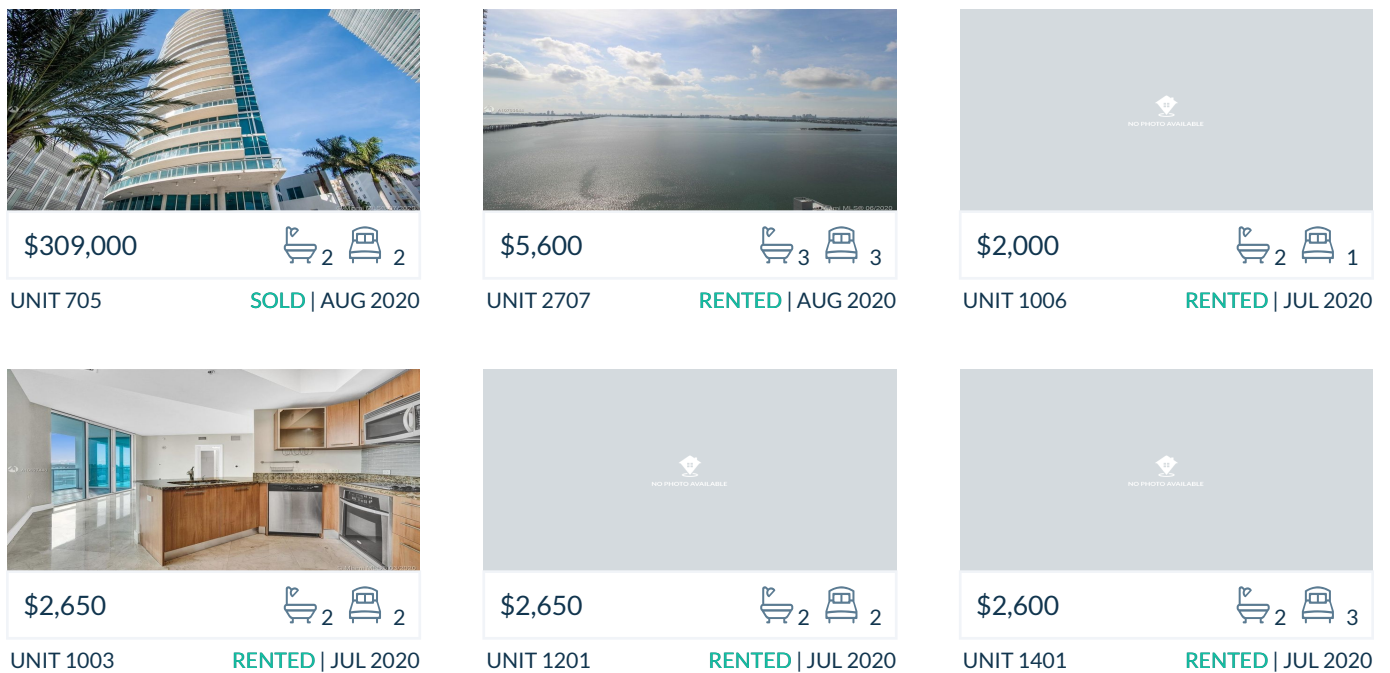 $309,000 2 2
UNIT 705 SOLD | AUG 2020
$5,600 3 3
UNIT 2707 RENTED | AUG 2020
NO PHOTO AVAILABLE
$2,000 2 1
UNIT 1006 RENTED | JUL 2020
$2,650 2 2
UNIT 1003 RENTED | JUL 2020
NO PHOTO AVAILABLE
$2,650 2 2
UNIT 1201 RENTED | JUL 2020
NO PHOTO AVAILABLE
$2,600 2 3
UNIT 1401 RENTED | JUL 2020